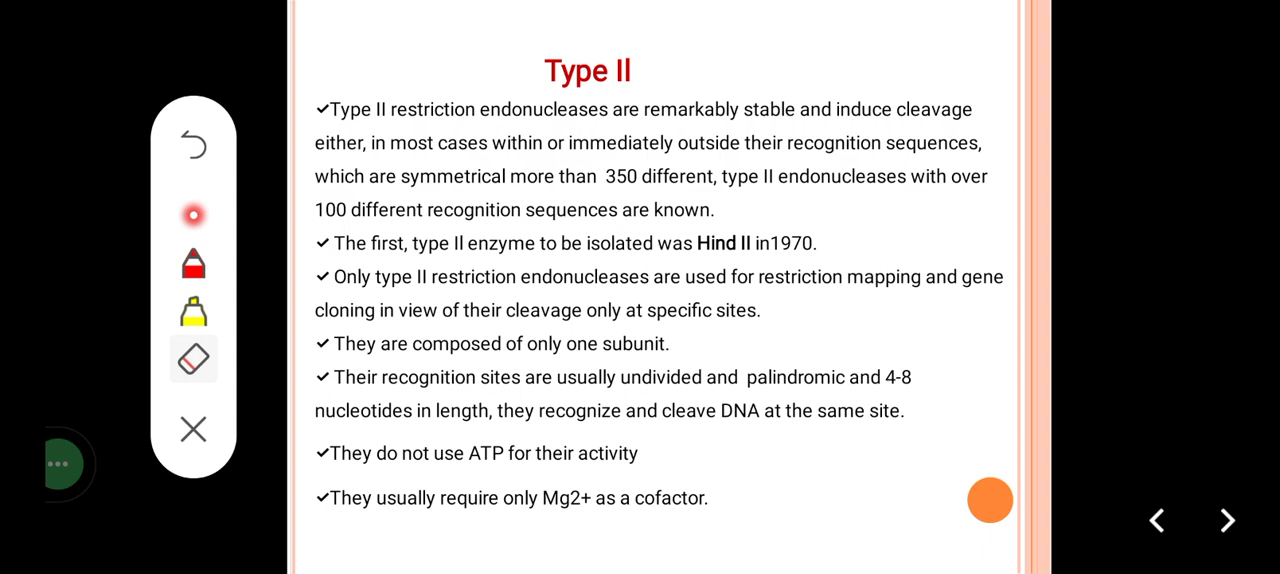 Type Il
✓Type II restriction endonucleases are remarkably stable and induce cleavage
either, in most cases within or immediately outside their recognition sequences,
which are symmetrical more than 350 different, type II endonucleases with over
100 different recognition sequences are known.
✓ The first, type Il enzyme to be isolated was Hind II in1970.
✓ Only type II restriction endonucleases are used for restriction mapping and gene
cloning in view of their cleavage only at specific sites.
✓ They are composed of only one subunit.
✓ Their recognition sites are usually undivided and palindromic and 4-8
nucleotides in length, they recognize and cleave DNA at the same site.
✓They do not use ATP for their activity
✓They usually require only Mg2+ as a cofactor.